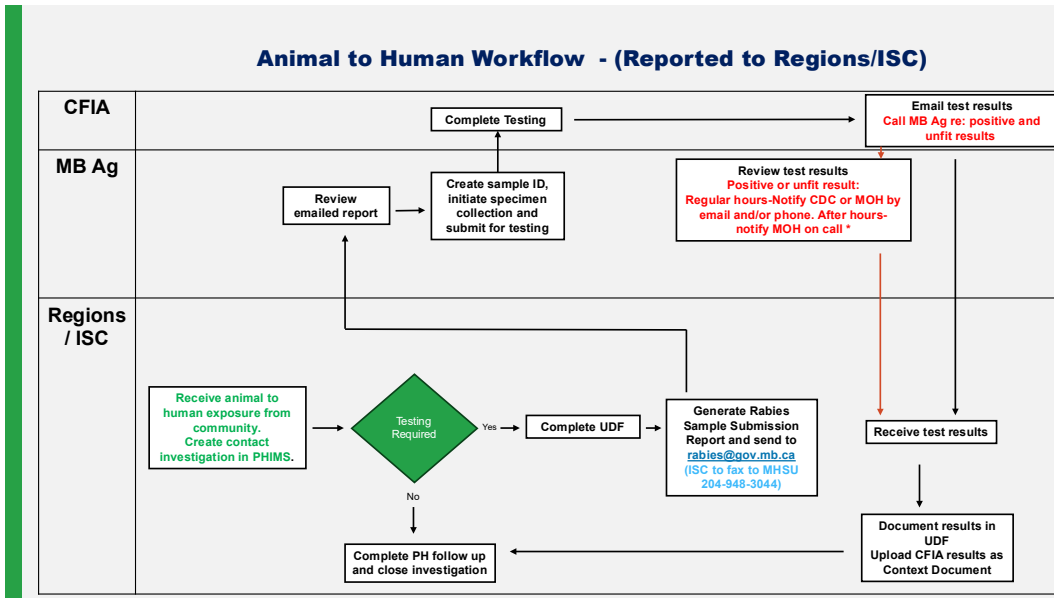 Animal to Human Workflow - (Reported to Regions/ISC)
CFIA
Complete Testing
Email test results
Call MB Ag re: positive and
unfit results
MB Ag
Review
emailed report
Create sample ID,
initiate specimen
collection and
submit for testing
Review test results
Positive or unfit result:
Regular hours-Notify CDC or MOH by
email and/or phone. After hours-
notify MOH on call *
Regions
/ ISC
Receive animal to
human exposure from
community.
Create contact
investigation in PHIMS.
Testing
Required
Yes
Complete UDF
Generate Rabies
Sample Submission
Report and send to
rabies@gov.mb.ca
(ISC to fax to MHSU
204-948-3044)
Receive test results
No
Complete PH follow up
and close investigation
Document results in
UDF
Upload CFIA results as
Context Document